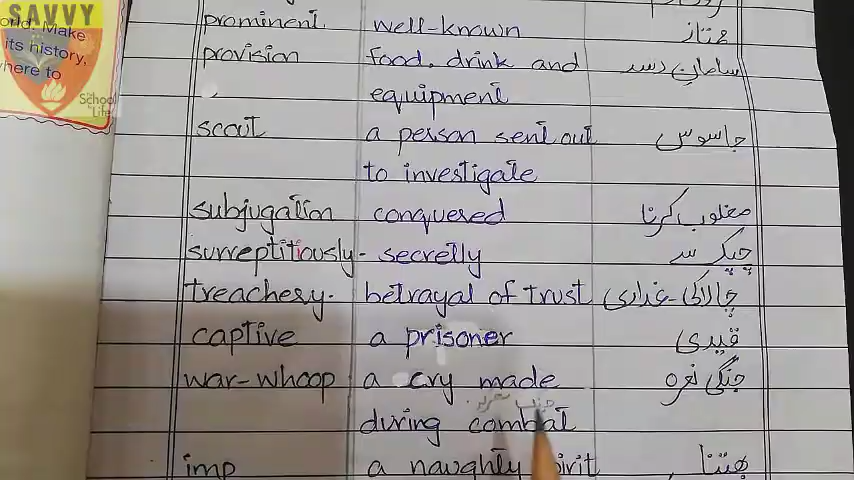 SAVVY
School
Life
orld. Make
its history,
here to
prominent well-known ممتاز
provision food, drink and سامانِ رسد
equipment
scout a person sent out جاسوس
to investigate
subjugation conquered مغلوب کرنا
surreptitiously- secretly چپکے سے
treachery- betrayal of trust چالاکی-غداری
captive a prisoner قیدی
war-whoop a cry made جنگی نعرہ
during combat
imp a naughty